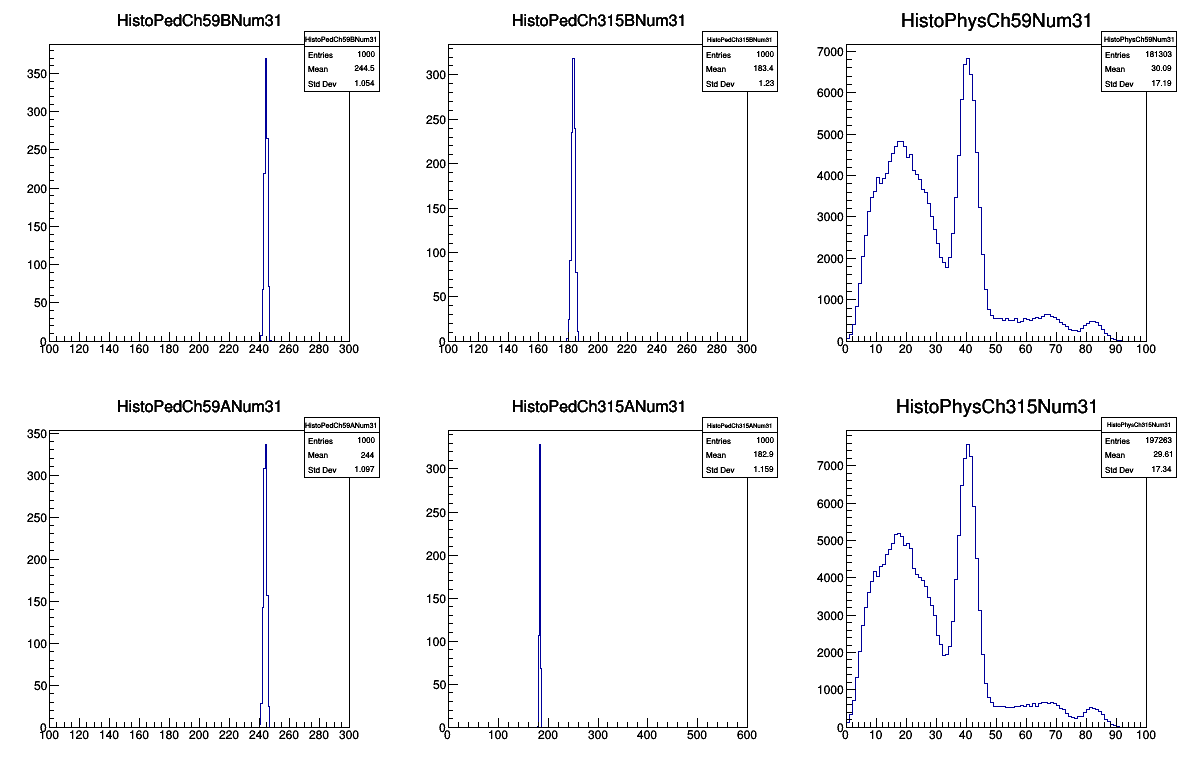 HistoPedCh59BNum31
HistoPedCh59BNum31
Entries 1000
Mean 244.5
Std Dev 1.054
350
300
250
200
150
100
50
0
100 120 140 160 180 200 220 240 260 280 300
HistoPedCh315BNum31
HistoPedCh315BNum31
Entries 1000
Mean 183.4
Std Dev 1.23
300
250
200
150
100
50
0
100 120 140 160 180 200 220 240 260 280 300
HistoPhysCh59Num31
HistoPhysCh59Num31
Entries 181303
Mean 30.09
Std Dev 17.19
7000
6000
5000
4000
3000
2000
1000
0
0 10 20 30 40 50 60 70 80 90 100
HistoPedCh59ANum31
HistoPedCh59ANum31
Entries 1000
Mean 244
Std Dev 1.097
350
300
250
200
150
100
50
0
100 120 140 160 180 200 220 240 260 280 300
HistoPedCh315ANum31
HistoPedCh315ANum31
Entries 1000
Mean 182.9
Std Dev 1.159
300
250
200
150
100
50
0
0 100 200 300 400 500 600
HistoPhysCh315Num31
HistoPhysCh315Num31
Entries 197263
Mean 29.61
Std Dev 17.34
7000
6000
5000
4000
3000
2000
1000
0
0 10 20 30 40 50 60 70 80 90 100